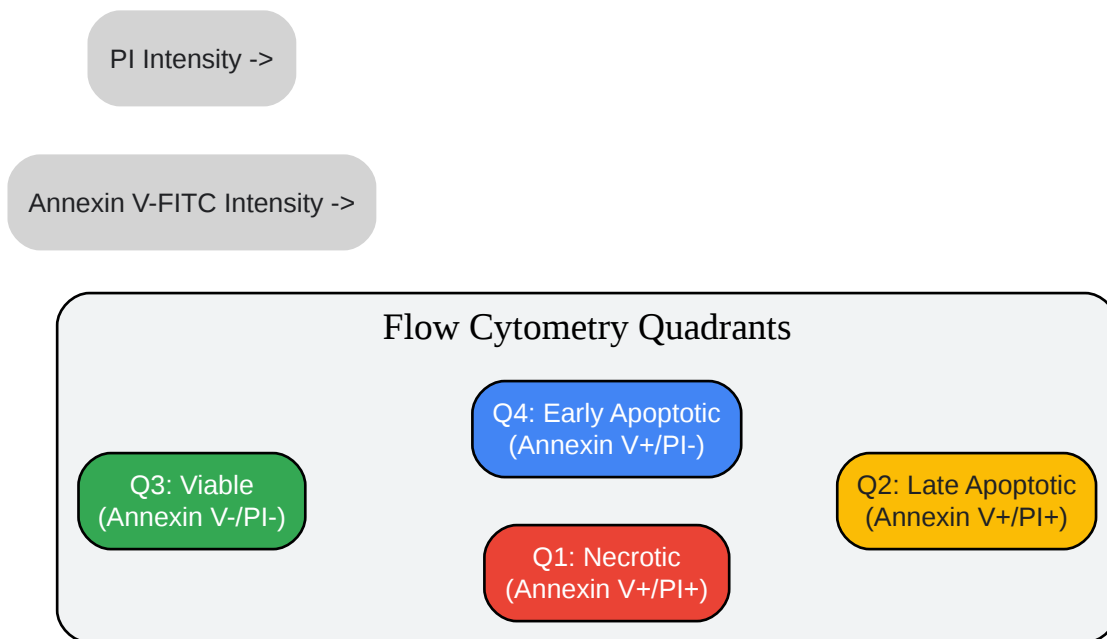 PI Intensity ->
Annexin V-FITC Intensity ->
Flow Cytometry Quadrants
Q4: Early Apoptotic
(Annexin V+/PI-)
Q3: Viable
(Annexin V-/PI-)
Q2: Late Apoptotic
(Annexin V+/PI+)
Q1: Necrotic
(Annexin V+/PI+)